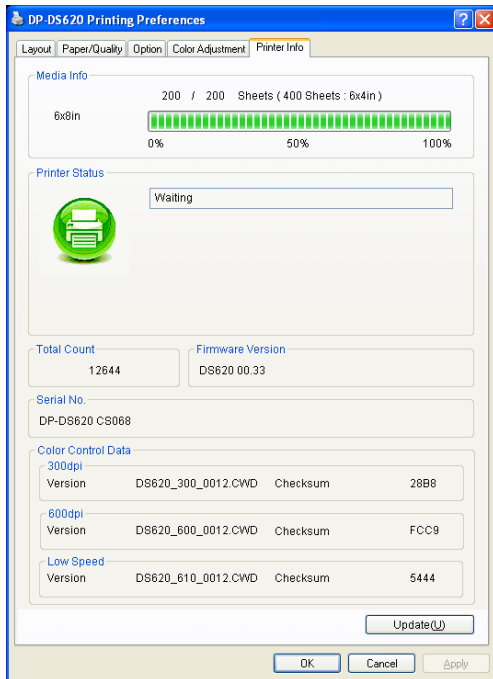 DP-DS620 Printing Preferences
Layout Paper/Quality Option Color Adjustment Printer Info
Media Info
200 / 200 Sheets ( 400 Sheets : 6x4in )
6x8in
0% 50% 100%
Printer Status
Waiting
Total Count Firmware Version
12644 DS620 00.33
Serial No.
DP-DS620 CS068
Color Control Data
300dpi
Version DS620_300_0012.CWD Checksum 28B8
600dpi
Version DS620_600_0012.CWD Checksum FCC9
Low Speed
Version DS620_610_0012.CWD Checksum 5444
Update(U)
OK Cancel Apply